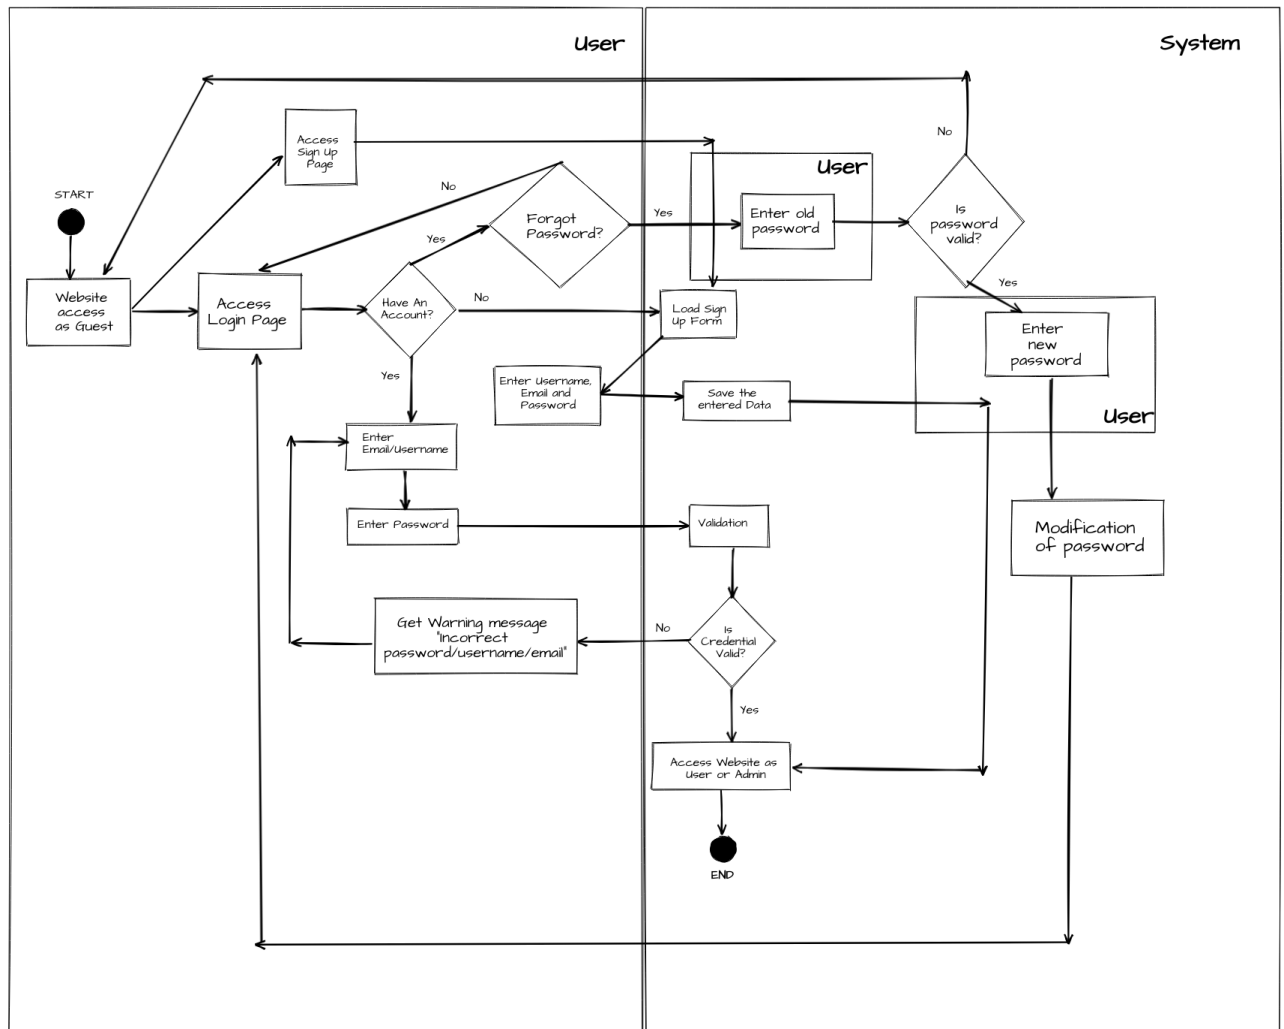 User
System
No
Access
Sign Up
Page
User
START
No
Forgot
Password?
Yes
Enter old
password
Is
password
valid?
Yes
Website
access
as Guest
Access
Login Page
Have An
Account?
No
Load Sign
Up Form
Yes
Enter
new
password
Yes
Enter Username,
Email and
Password
Save the
entered Data
User
Enter
Email/Username
Enter Password
Validation
Modification
of password
Get Warning message
"Incorrect
password/username/email"
No
Is
Credential
Valid?
Yes
Access Website as
User or Admin
END